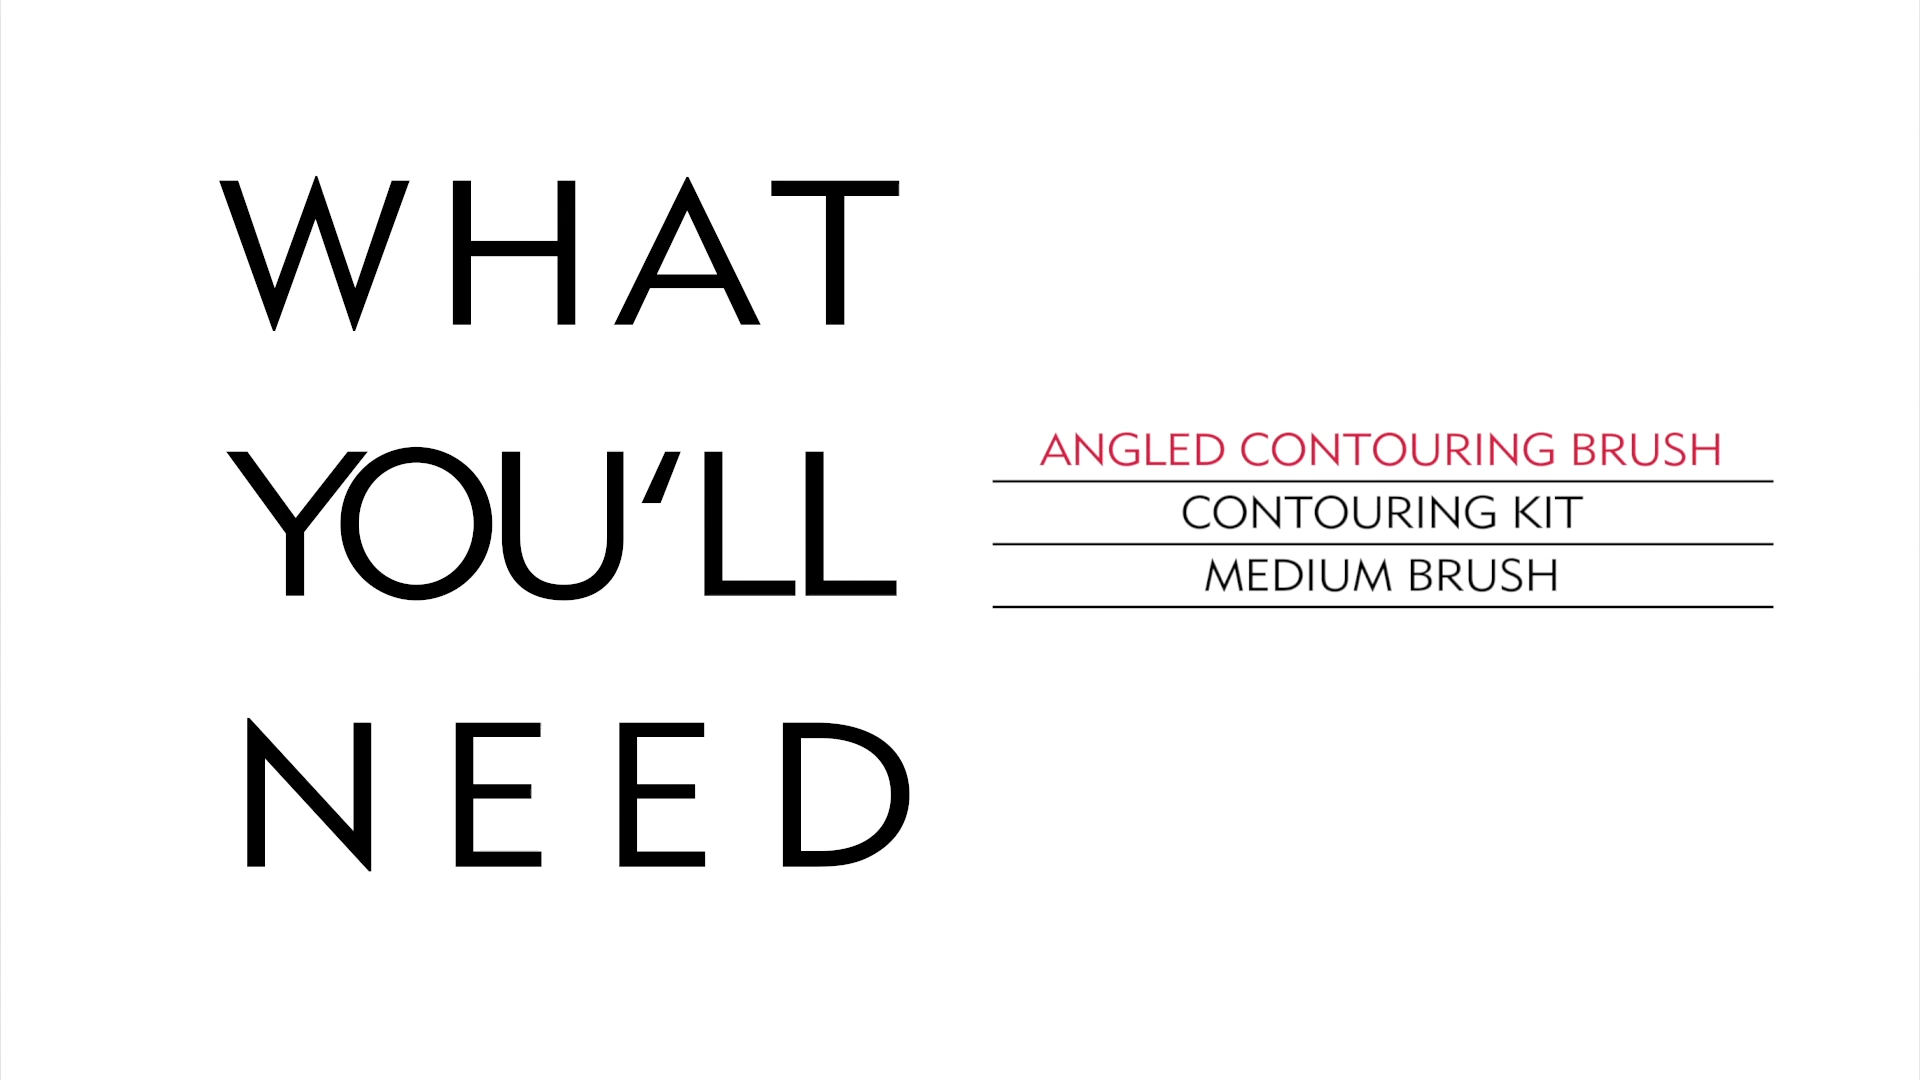 WHAT
YOU'LL
NEED
ANGLED CONTOURING BRUSH
CONTOURING KIT
MEDIUM BRUSH